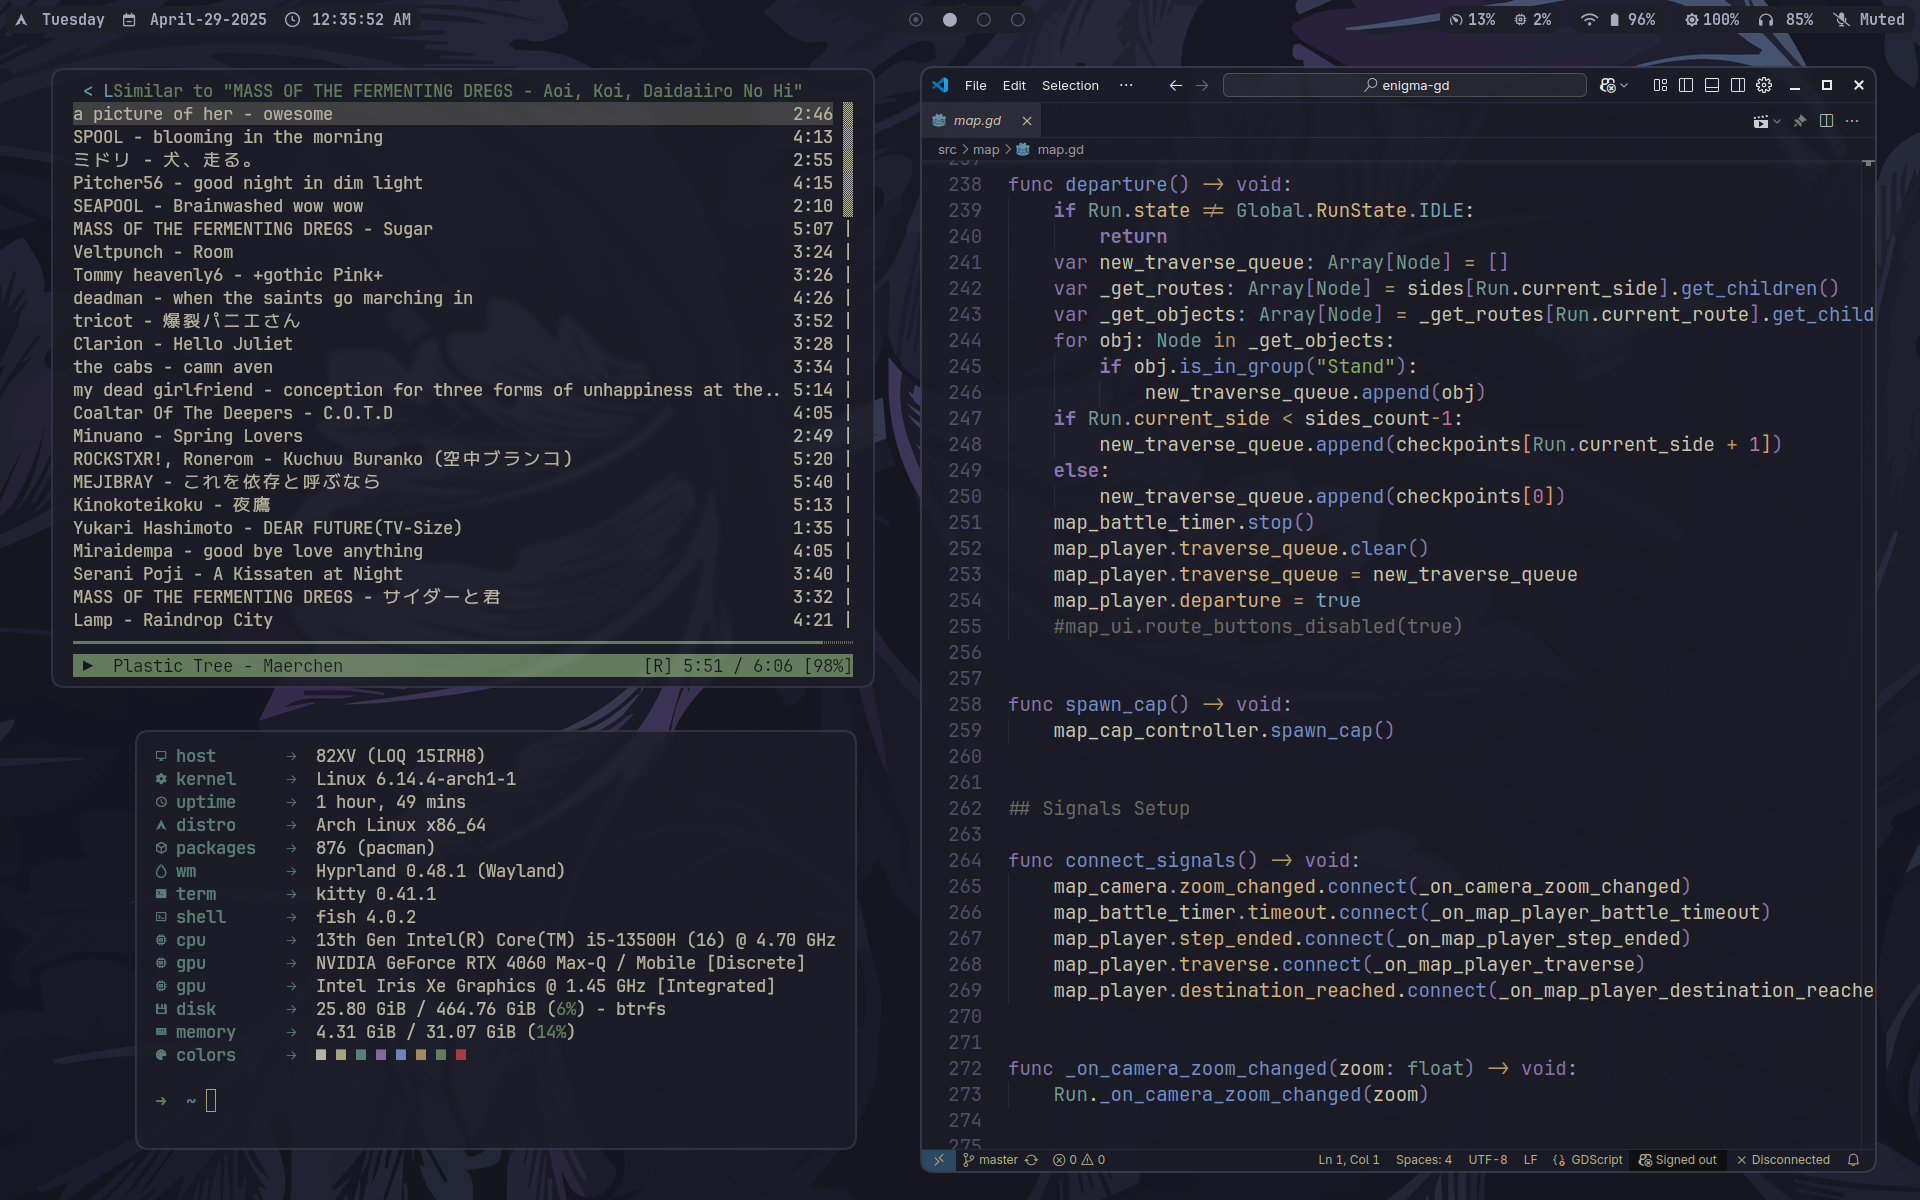 Tuesday April-29-2025 12:35:52 AM
13% 2% 96% 100% 85% Muted
< LSimilar to "MASS OF THE FERMENTING DREGS - Aoi, Koi, Daidaiiro No Hi"
a picture of her - owesome 2:46
SPOOL - blooming in the morning 4:13
ミドリ - 犬、走る。 2:55
Pitcher56 - good night in dim light 4:15
SEAPOOL - Brainwashed wow wow 2:10
MASS OF THE FERMENTING DREGS - Sugar 5:07
Veltpunch - Room 3:24
Tommy heavenly6 - +gothic Pink+ 3:26
deadman - when the saints go marching in 4:26
tricot - 爆裂パニエさん 3:52
Clarion - Hello Juliet 3:28
the cabs - camn aven 3:34
my dead girlfriend - conception for three forms of unhappiness at the.. 5:14
Coaltar Of The Deepers - C.O.T.D 4:05
Minuano - Spring Lovers 2:49
ROCKSTXR!, Ronerom - Kuchuu Buranko (空中ブランコ) 5:20
MEJIBRAY - これを依存と呼ぶなら 5:40
Kinokoteikoku - 夜鷹 5:13
Yukari Hashimoto - DEAR FUTURE(TV-Size) 1:35
Miraidempa - good bye love anything 4:05
Serani Poji - A Kissaten at Night 3:40
MASS OF THE FERMENTING DREGS - サイダーと君 3:32
Lamp - Raindrop City 4:21
Plastic Tree - Maerchen [R] 5:51 / 6:06 [98%]
host → 82XV (LOQ 15IRH8)
kernel → Linux 6.14.4-arch1-1
uptime → 1 hour, 49 mins
distro → Arch Linux x86_64
packages → 876 (pacman)
wm → Hyprland 0.48.1 (Wayland)
term → kitty 0.41.1
shell → fish 4.0.2
cpu → 13th Gen Intel(R) Core(TM) i5-13500H (16) @ 4.70 GHz
gpu → NVIDIA GeForce RTX 4060 Max-Q / Mobile [Discrete]
gpu → Intel Iris Xe Graphics @ 1.45 GHz [Integrated]
disk → 25.80 GiB / 464.76 GiB (6%) - btrfs
memory → 4.31 GiB / 31.07 GiB (14%)
colors →
→ ~
File Edit Selection ··· ← → enigma-gd
map.gd
src > map > map.gd
237
238 func departure() -> void:
239 if Run.state != Global.RunState.IDLE:
240 return
241 var new_traverse_queue: Array[Node] = []
242 var _get_routes: Array[Node] = sides[Run.current_side].get_children()
243 var _get_objects: Array[Node] = _get_routes[Run.current_route].get_child
244 for obj: Node in _get_objects:
245 if obj.is_in_group("Stand"):
246 new_traverse_queue.append(obj)
247 if Run.current_side < sides_count-1:
248 new_traverse_queue.append(checkpoints[Run.current_side + 1])
249 else:
250 new_traverse_queue.append(checkpoints[0])
251 map_battle_timer.stop()
252 map_player.traverse_queue.clear()
253 map_player.traverse_queue = new_traverse_queue
254 map_player.departure = true
255 #map_ui.route_buttons_disabled(true)
256
257
258 func spawn_cap() -> void:
259 map_cap_controller.spawn_cap()
260
261
262 ## Signals Setup
263
264 func connect_signals() -> void:
265 map_camera.zoom_changed.connect(_on_camera_zoom_changed)
266 map_battle_timer.timeout.connect(_on_map_player_battle_timeout)
267 map_player.step_ended.connect(_on_map_player_step_ended)
268 map_player.traverse.connect(_on_map_player_traverse)
269 map_player.destination_reached.connect(_on_map_player_destination_reache
270
271
272 func _on_camera_zoom_changed(zoom: float) -> void:
273 Run._on_camera_zoom_changed(zoom)
274
275
master 0 0 Ln 1, Col 1 Spaces: 4 UTF-8 LF GDScript Signed out Disconnected